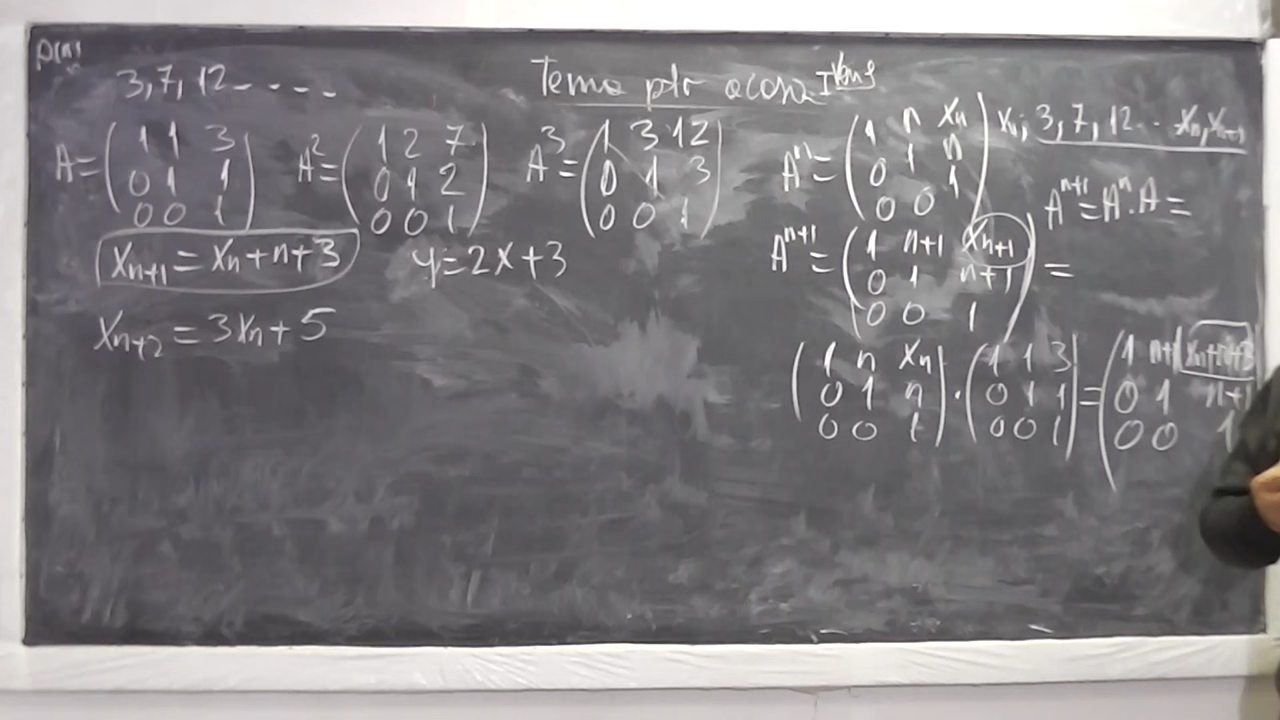 P(n)
3, 7, 12 - - - -
Tema ptr acasa
A = ( 1 1 3
0 1 1
0 0 1 )
A² = ( 1 2 7
0 1 2
0 0 1 )
A³ = ( 1 3 12
0 1 3
0 0 1 )
xₙ₊₁ = xₙ + n + 3
y = 2x + 3
xₙ₊₂ = 3xₙ + 5
Aⁿ = ( 1 n xₙ
0 1 n
0 0 1 )
xₙ; 3, 7, 12 .. xₙ, xₙ₊₁
Aⁿ⁺¹ = Aⁿ · A =
Aⁿ⁺¹ = ( 1 n+1 xₙ₊₁
0 1 n+1
0 0 1 ) =
( 1 n xₙ
0 1 n
0 0 1 ) · ( 1 1 3
0 1 1
0 0 1 ) = ( 1 n+1 xₙ+n+3
0 1 n+1
0 0 1